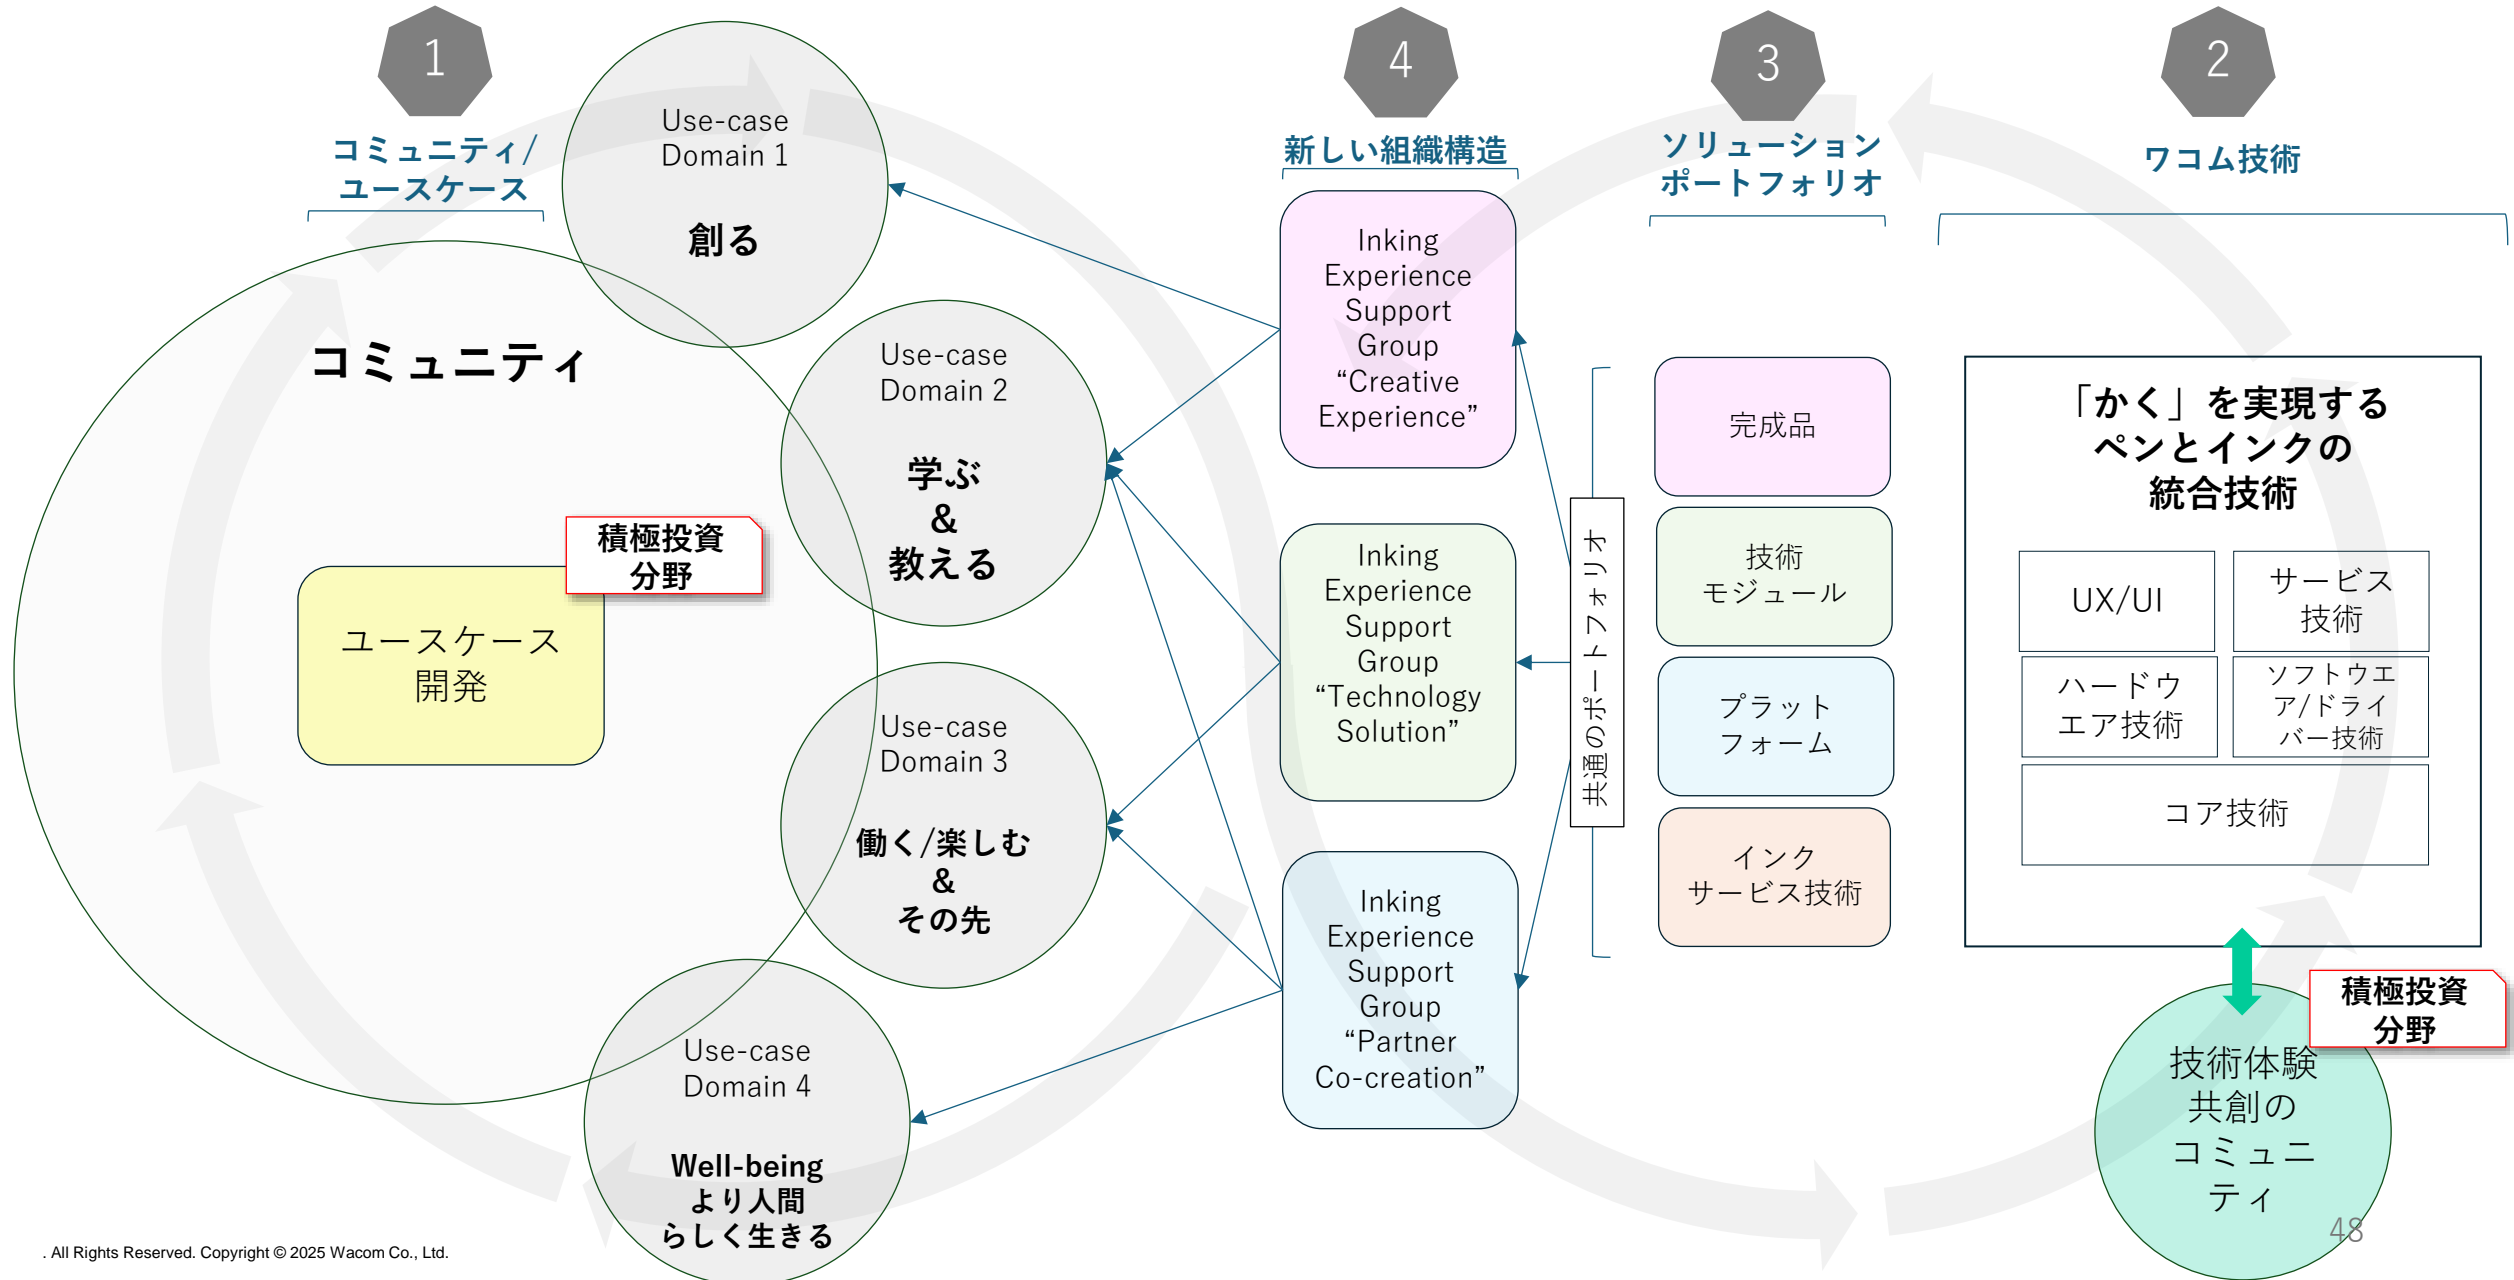 1
コミュニティ/
ユースケース
コミュニティ
積極投資
分野
ユースケース
開発
Use-case
Domain 1
創る
Use-case
Domain 2
学ぶ
&
教える
Use-case
Domain 3
働く/楽しむ
&
その先
Use-case
Domain 4
Well-being
より人間
らしく生きる
4
新しい組織構造
Inking
Experience
Support
Group
“Creative
Experience”
Inking
Experience
Support
Group
“Technology
Solution”
Inking
Experience
Support
Group
“Partner
Co-creation”
共通のポートフォリオ
3
ソリューション
ポートフォリオ
完成品
技術
モジュール
プラット
フォーム
インク
サービス技術
2
ワコム技術
「かく」を実現する
ペンとインクの
統合技術
UX/UI
サービス
技術
ハードウ
エア技術
ソフトウエ
ア/ドライ
バー技術
コア技術
積極投資
分野
技術体験
共創の
コミュニ
ティ
48
. All Rights Reserved. Copyright © 2025 Wacom Co., Ltd.